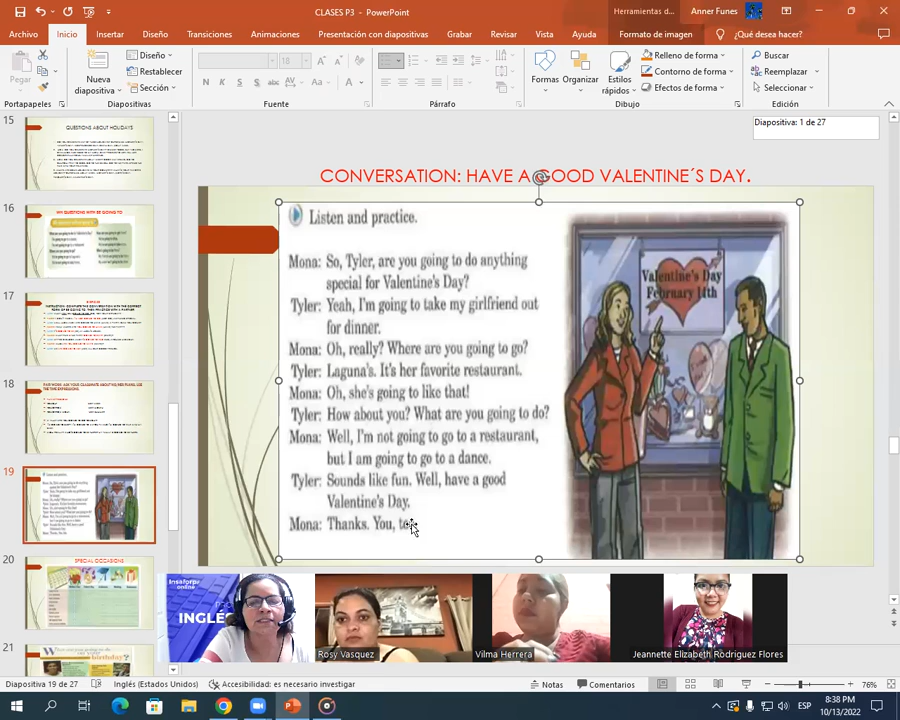 CLASES P3 - PowerPoint
Herramientas d...
Anner Funes
Archivo Inicio Insertar Diseño Transiciones Animaciones Presentación con diapositivas Grabar Revisar Vista Ayuda Formato de imagen ¿Qué desea hacer?
Pegar
Nueva diapositiva
Diseño
Restablecer
Sección
18
N K S
Aa
A
Formas
Organizar
Estilos rápidos
Relleno de forma
Contorno de forma
Efectos de forma
Buscar
Reemplazar
Seleccionar
Portapapeles Diapositivas Fuente Párrafo Dibujo Edición
Diapositiva: 1 de 27
15
QUESTIONS ABOUT HOLIDAYS
16
17
18
19
20
SPECIAL OCCASIONS
21
birthday?
CONVERSATION: HAVE A GOOD VALENTINE´S DAY.
Listen and practice.
Mona: So, Tyler, are you going to do anything
special for Valentine's Day?
Tyler: Yeah, I'm going to take my girlfriend out
for dinner.
Mona: Oh, really? Where are you going to go?
Tyler: Laguna's. It's her favorite restaurant.
Mona: Oh, she's going to like that!
Tyler: How about you? What are you going to do?
Mona: Well, I'm not going to go to a restaurant,
but I am going to go to a dance.
Tyler: Sounds like fun. Well, have a good
Valentine's Day.
Mona: Thanks. You, too.
Valentine's Day
February 14th
Insaforp
online
INGLÉ
Rosy Vasquez
Vilma Herrera
Jeannette Elizabeth Rodriguez Flores
Diapositiva 19 de 27 Inglés (Estados Unidos) Accesibilidad: es necesario investigar Notas Comentarios 76%
ESP
8:38 PM
10/13/2022